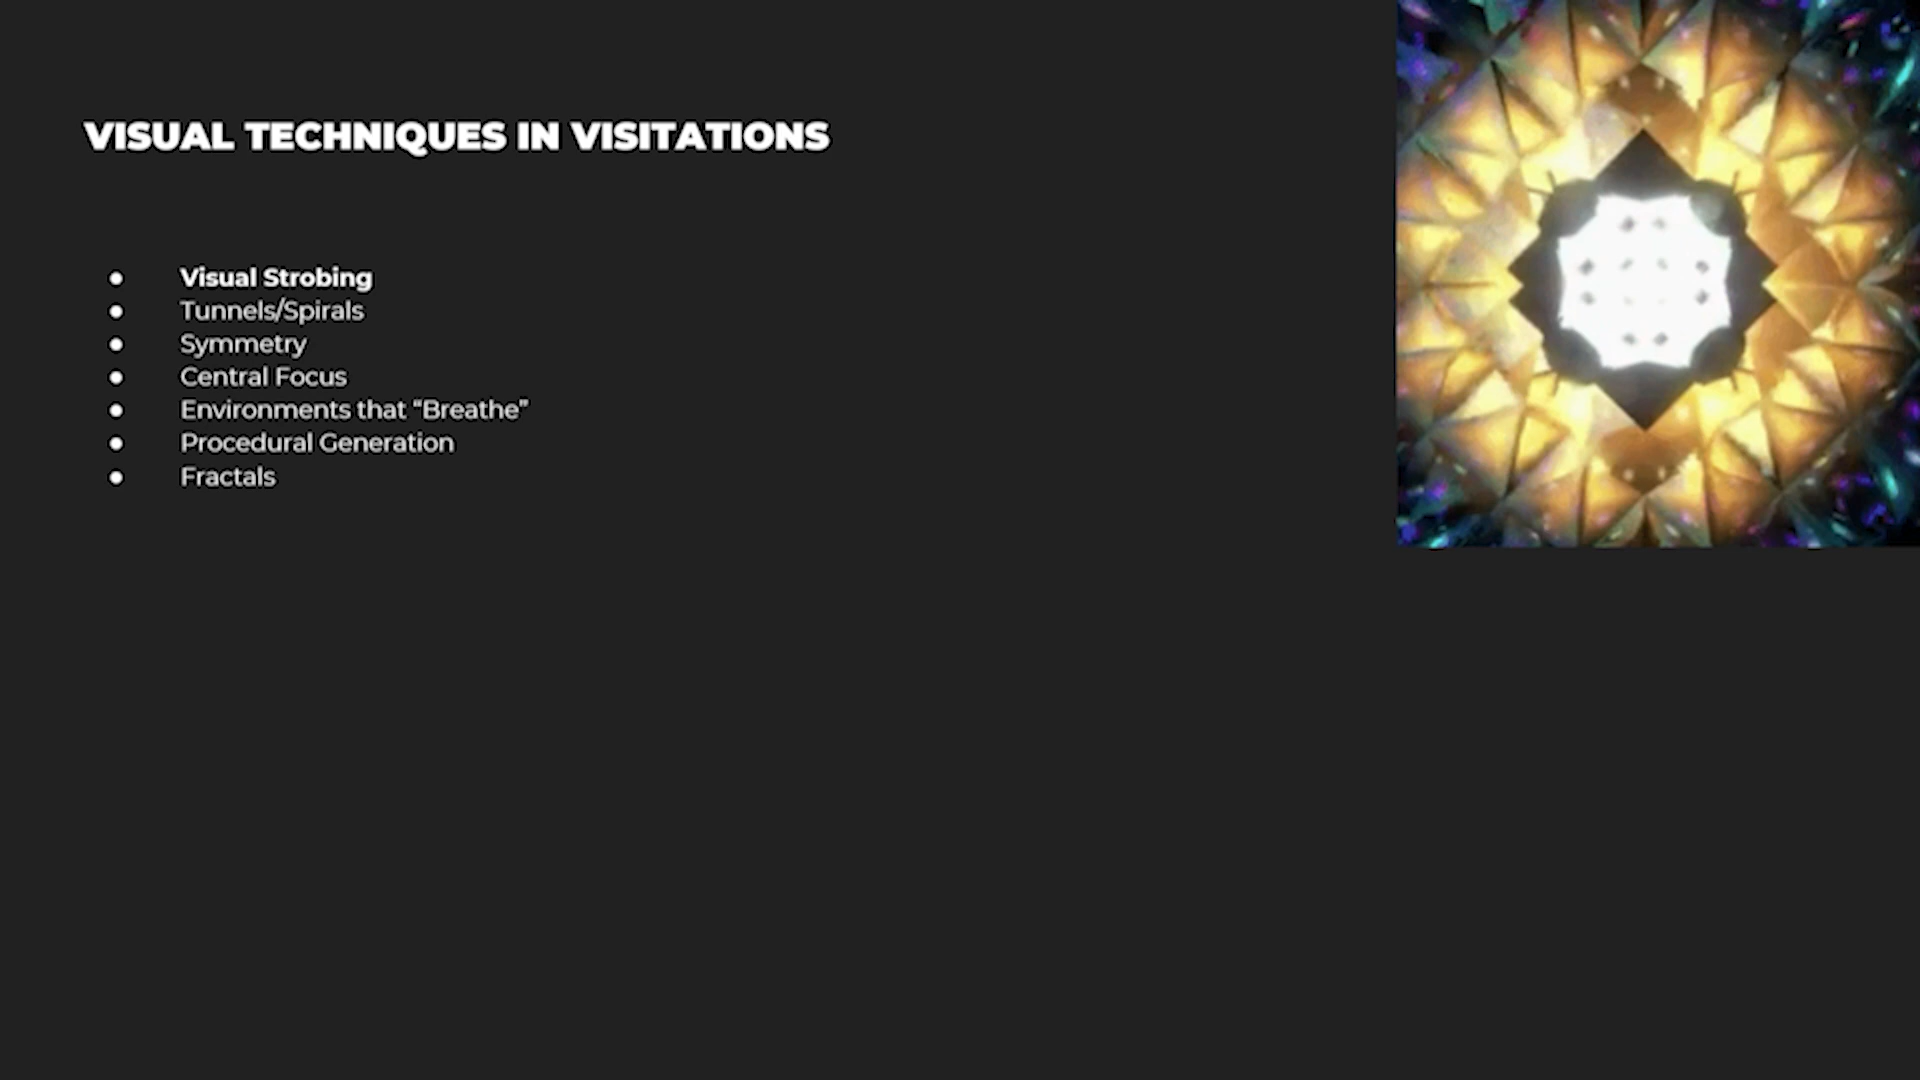 VISUAL TECHNIQUES IN VISITATIONS
● Visual Strobing
● Tunnels/Spirals
● Symmetry
● Central Focus
● Environments that “Breathe”
● Procedural Generation
● Fractals